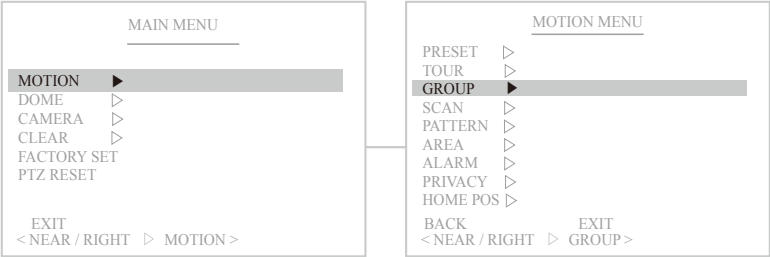 MAIN MENU
MOTION ▶
DOME ▷
CAMERA ▷
CLEAR ▷
FACTORY SET
PTZ RESET
EXIT
< NEAR / RIGHT ▷ MOTION >
MOTION MENU
PRESET ▷
TOUR ▷
GROUP ▶
SCAN ▷
PATTERN ▷
AREA ▷
ALARM ▷
PRIVACY ▷
HOME POS ▷
BACK EXIT
< NEAR / RIGHT ▷ GROUP >